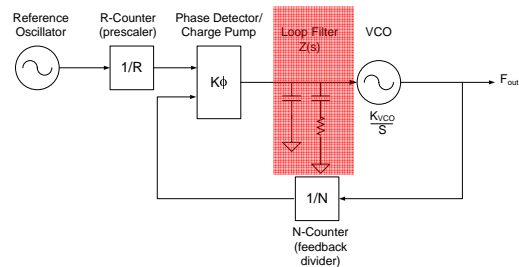 Reference
Oscillator
R-Counter
(prescaler)
Phase Detector/
Charge Pump
Loop Filter
Z(s)
VCO
1/R
Kϕ
F_out
K_VCO
S
1/N
N-Counter
(feedback
divider)